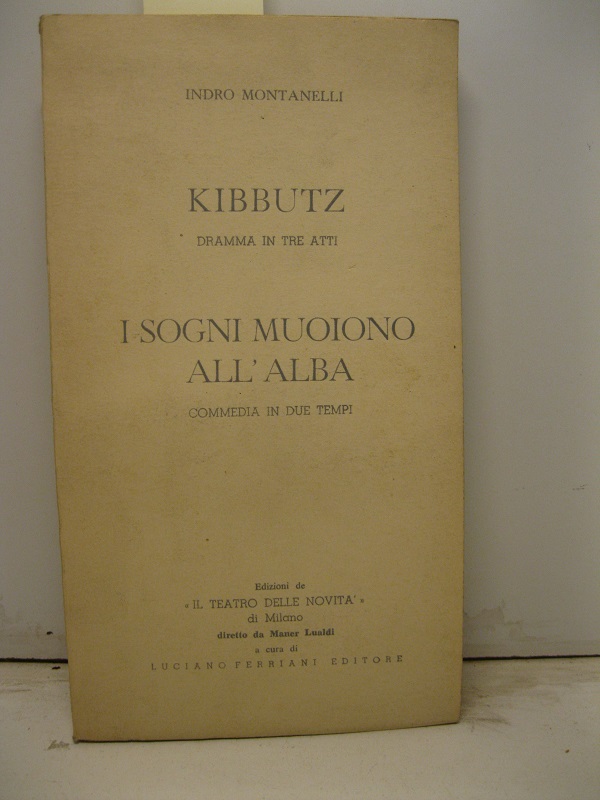 INDRO MONTANELLI
KIBBUTZ
DRAMMA IN TRE ATTI
I SOGNI MUOIONO
ALL'ALBA
COMMEDIA IN DUE TEMPI
Edizioni de
« IL TEATRO DELLE NOVITA' »
di Milano
diretto da Maner Lualdi
a cura di
LUCIANO FERRIANI EDITORE